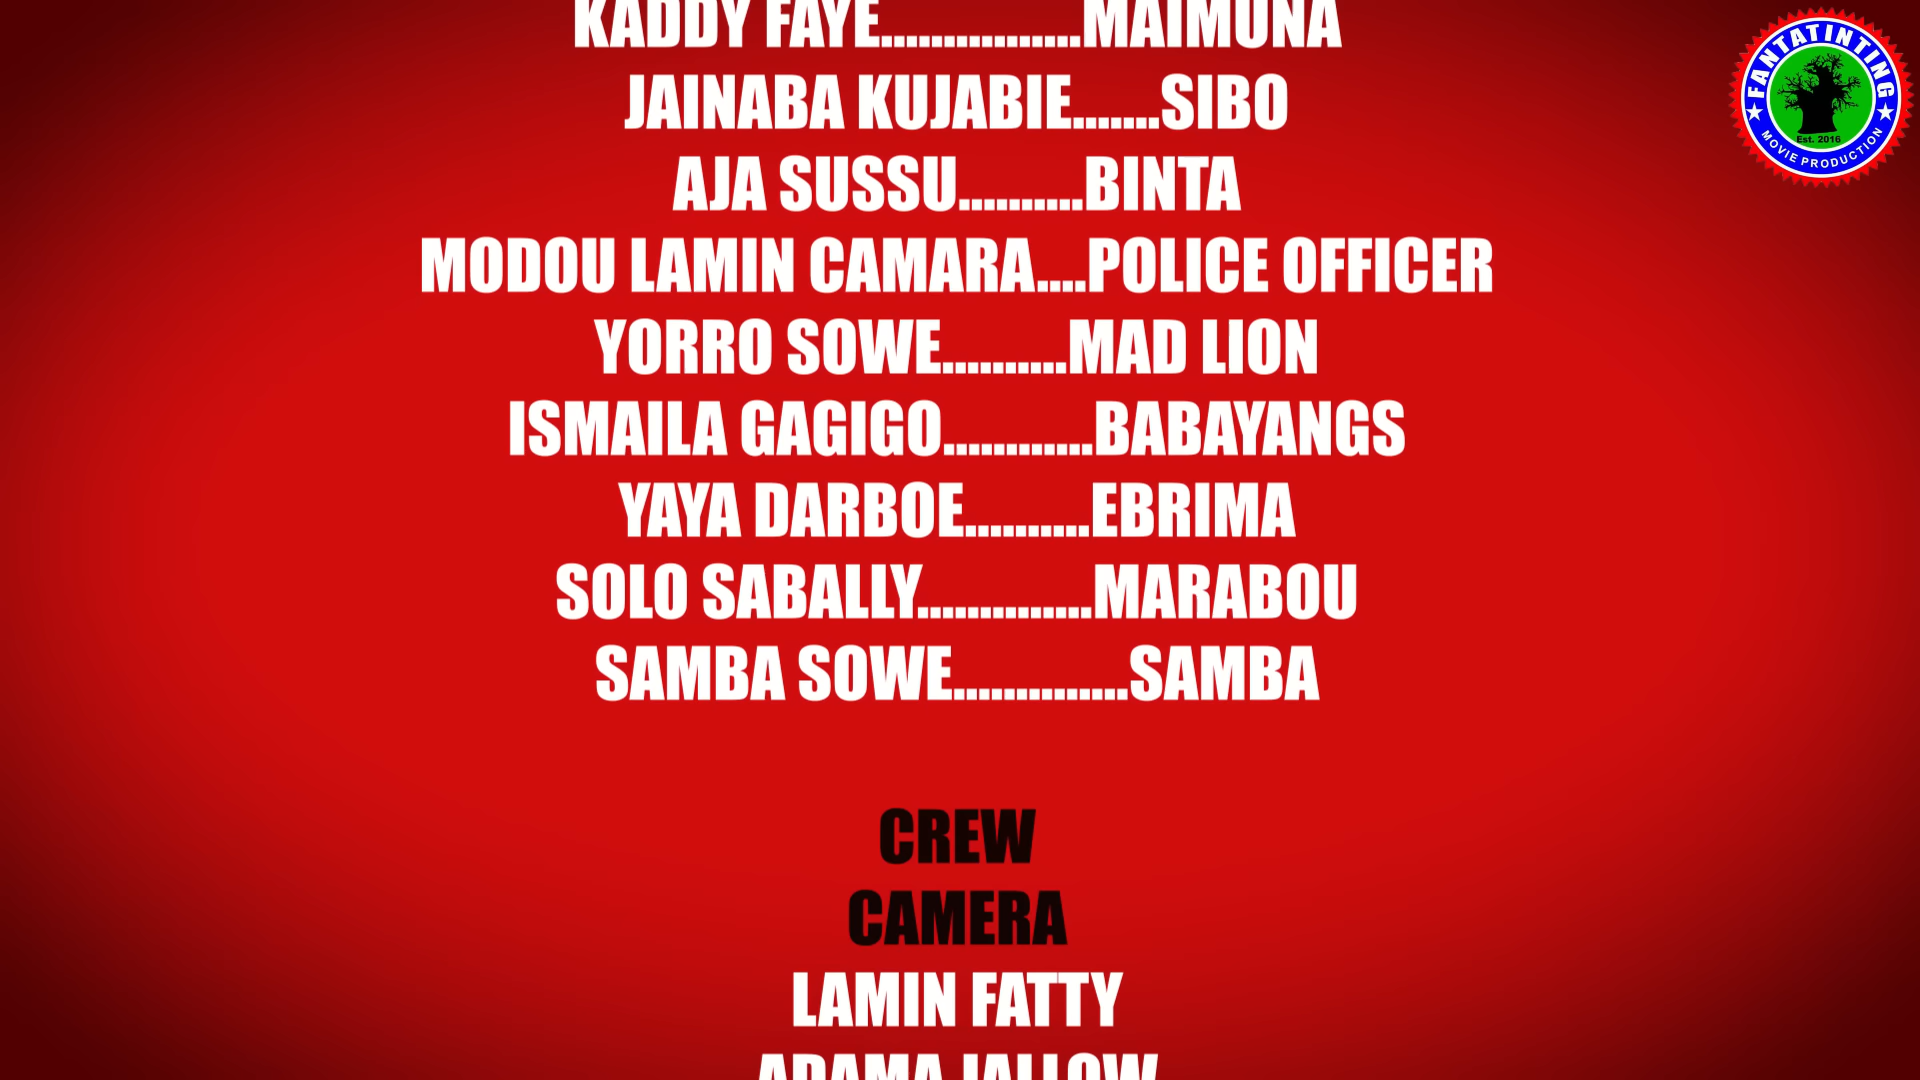 KADDY FAYE................MAIMUNA
JAINABA KUJABIE.......SIBO
AJA SUSSU..........BINTA
MODOU LAMIN CAMARA....POLICE OFFICER
YORRO SOWE..........MAD LION
ISMAILA GAGIGO............BABAYANGS
YAYA DARBOE..........EBRIMA
SOLO SABALLY..............MARABOU
SAMBA SOWE..............SAMBA
CREW
CAMERA
LAMIN FATTY
ADAMA JALLOW
FANTATINTING
Est. 2016
MOVIE PRODUCTION